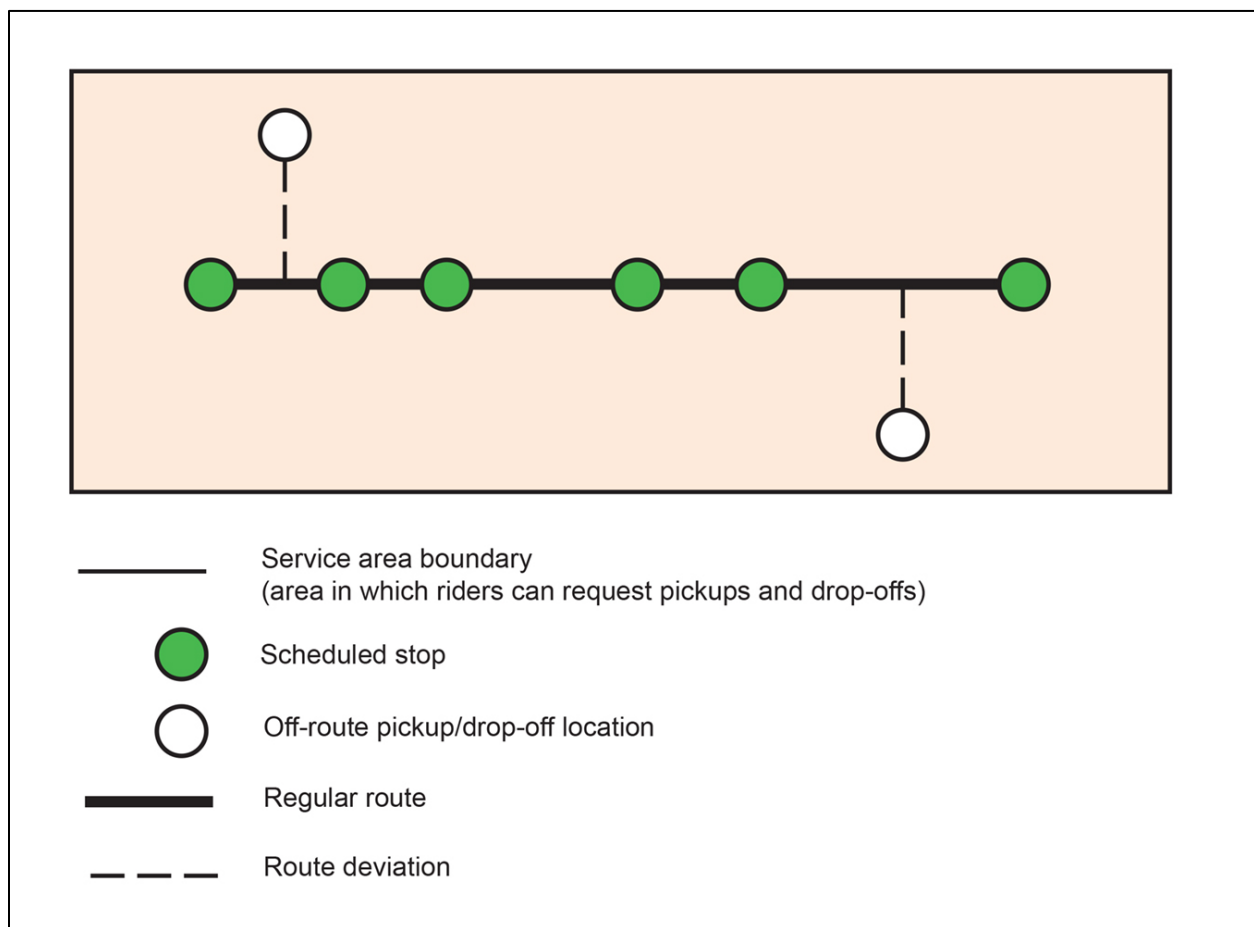 Service area boundary
(area in which riders can request pickups and drop-offs)
Scheduled stop
Off-route pickup/drop-off location
Regular route
Route deviation